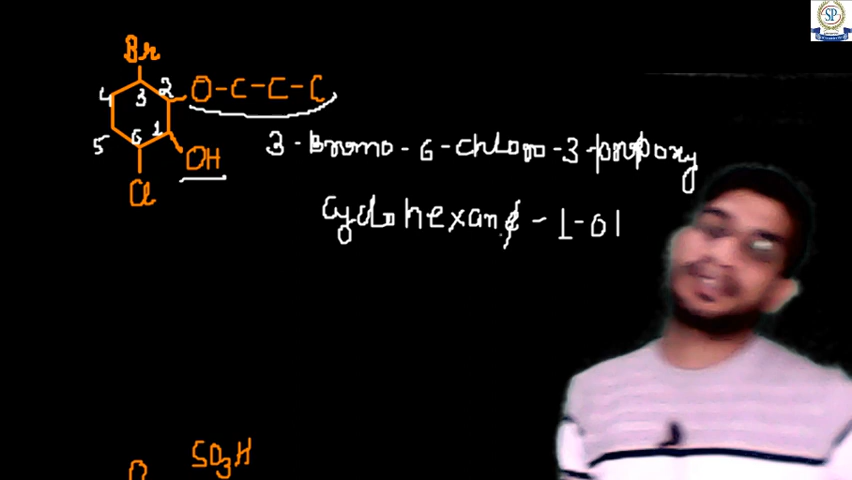 SP
Br
4 3 2 O-C-C-C
5 6 1 OH
Cl
3-Bromo-6-chloro-3-propoxy
Cyclohexane-1-ol
SO3H
O